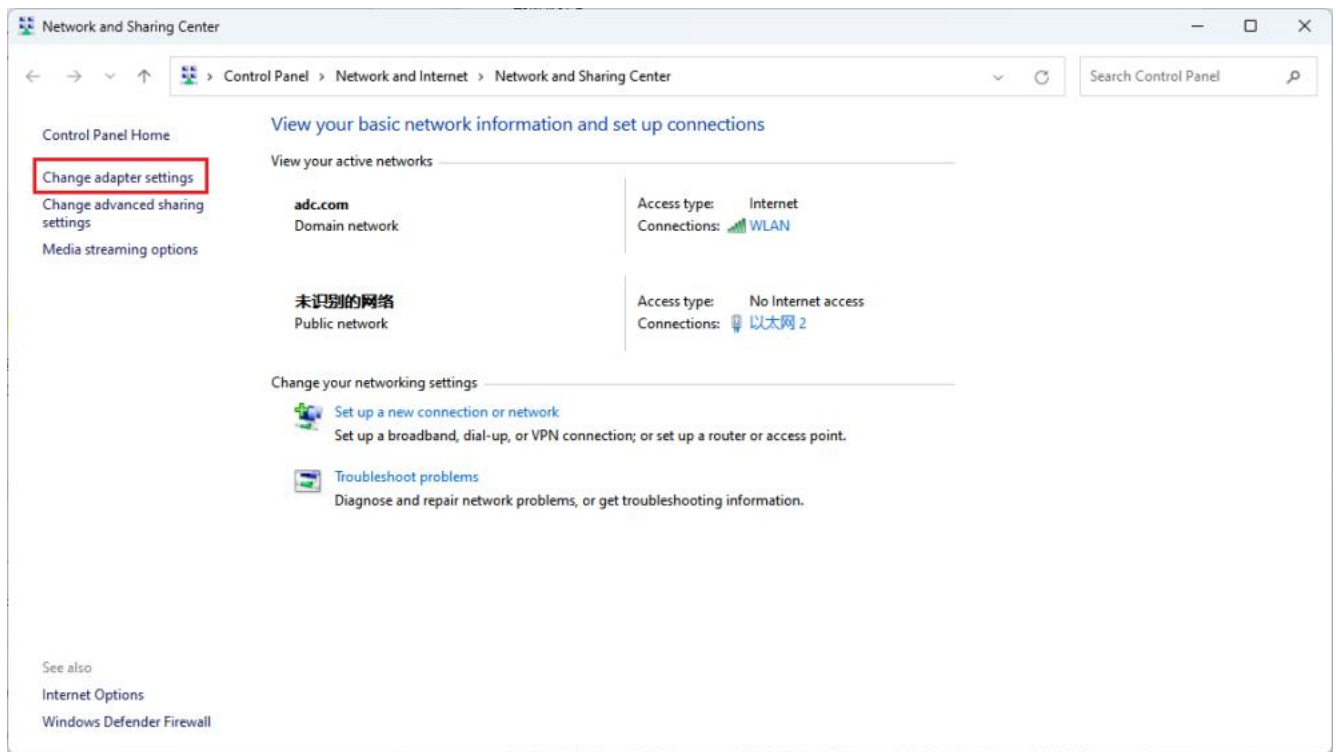 Network and Sharing Center
Control Panel > Network and Internet > Network and Sharing Center
Search Control Panel
Control Panel Home
Change adapter settings
Change advanced sharing
settings
Media streaming options
View your basic network information and set up connections
View your active networks
adc.com
Domain network
Access type: Internet
Connections: WLAN
未识别的网络
Public network
Access type: No Internet access
Connections: 以太网 2
Change your networking settings
Set up a new connection or network
Set up a broadband, dial-up, or VPN connection; or set up a router or access point.
Troubleshoot problems
Diagnose and repair network problems, or get troubleshooting information.
See also
Internet Options
Windows Defender Firewall